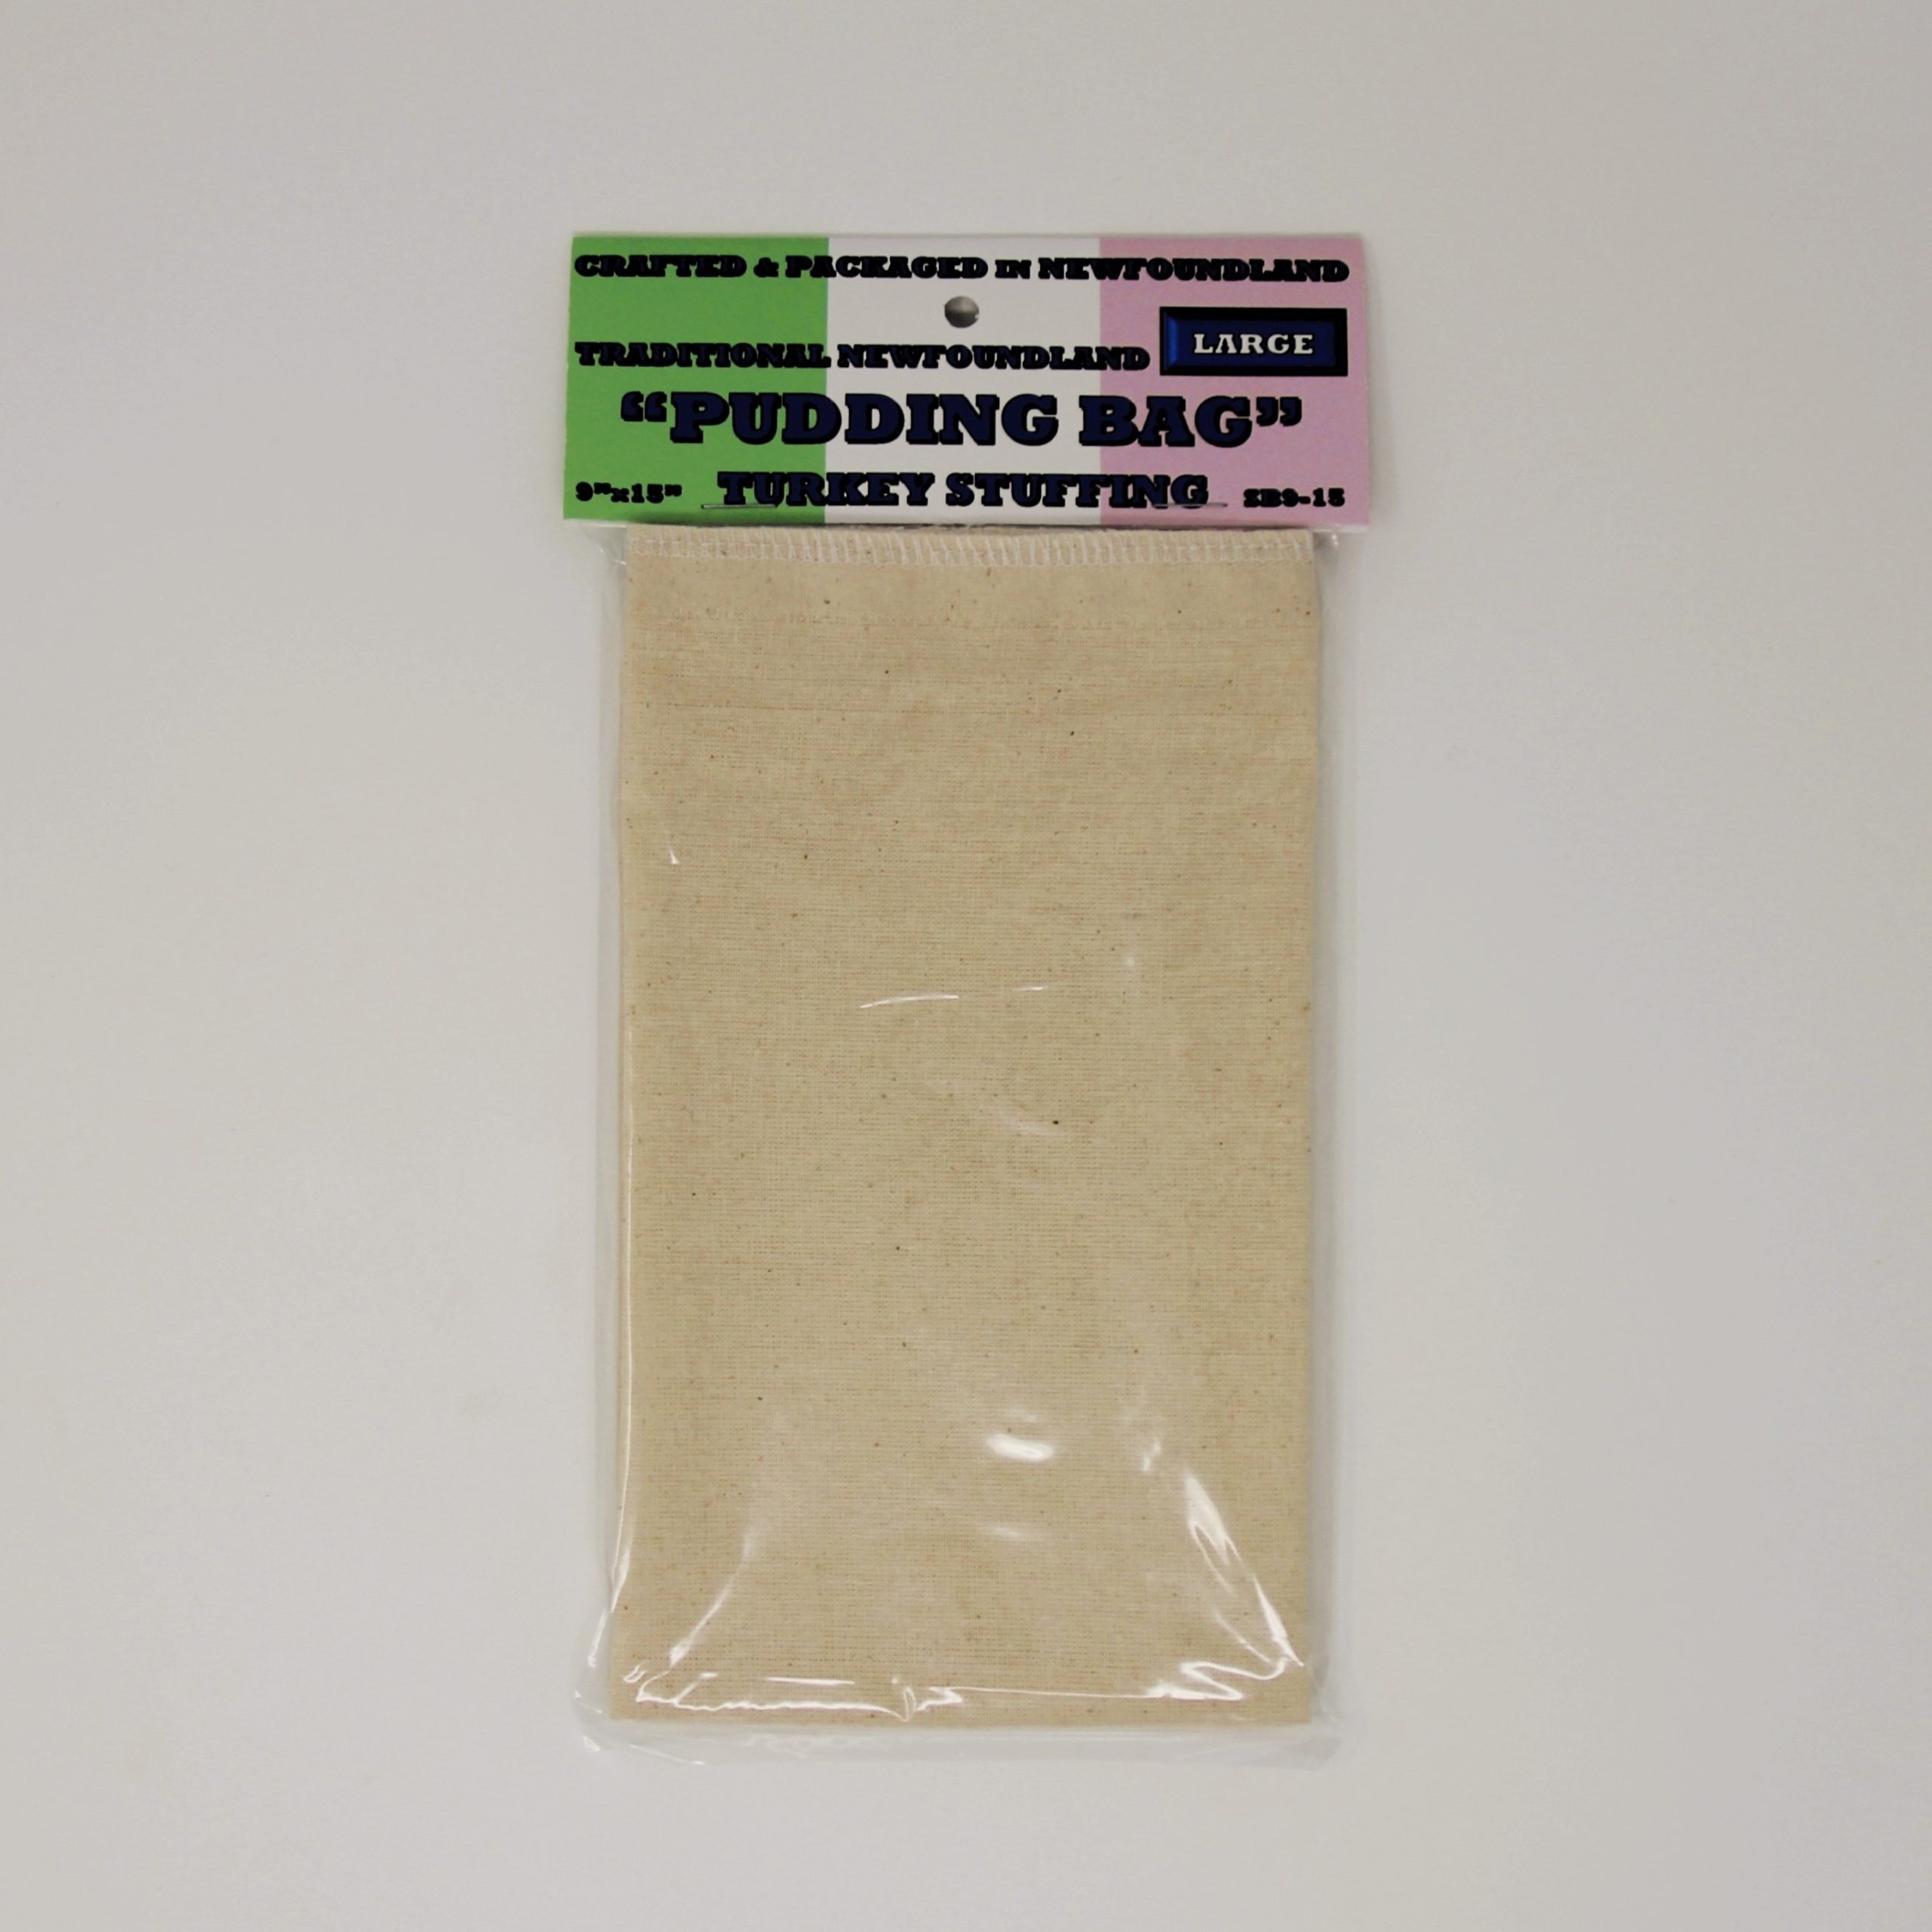 CRAFTED & PACKAGED IN NEWFOUNDLAND
LARGE
TRADITIONAL NEWFOUNDLAND
“PUDDING BAG”
9"x15" TURKEY STUFFING SB9-15